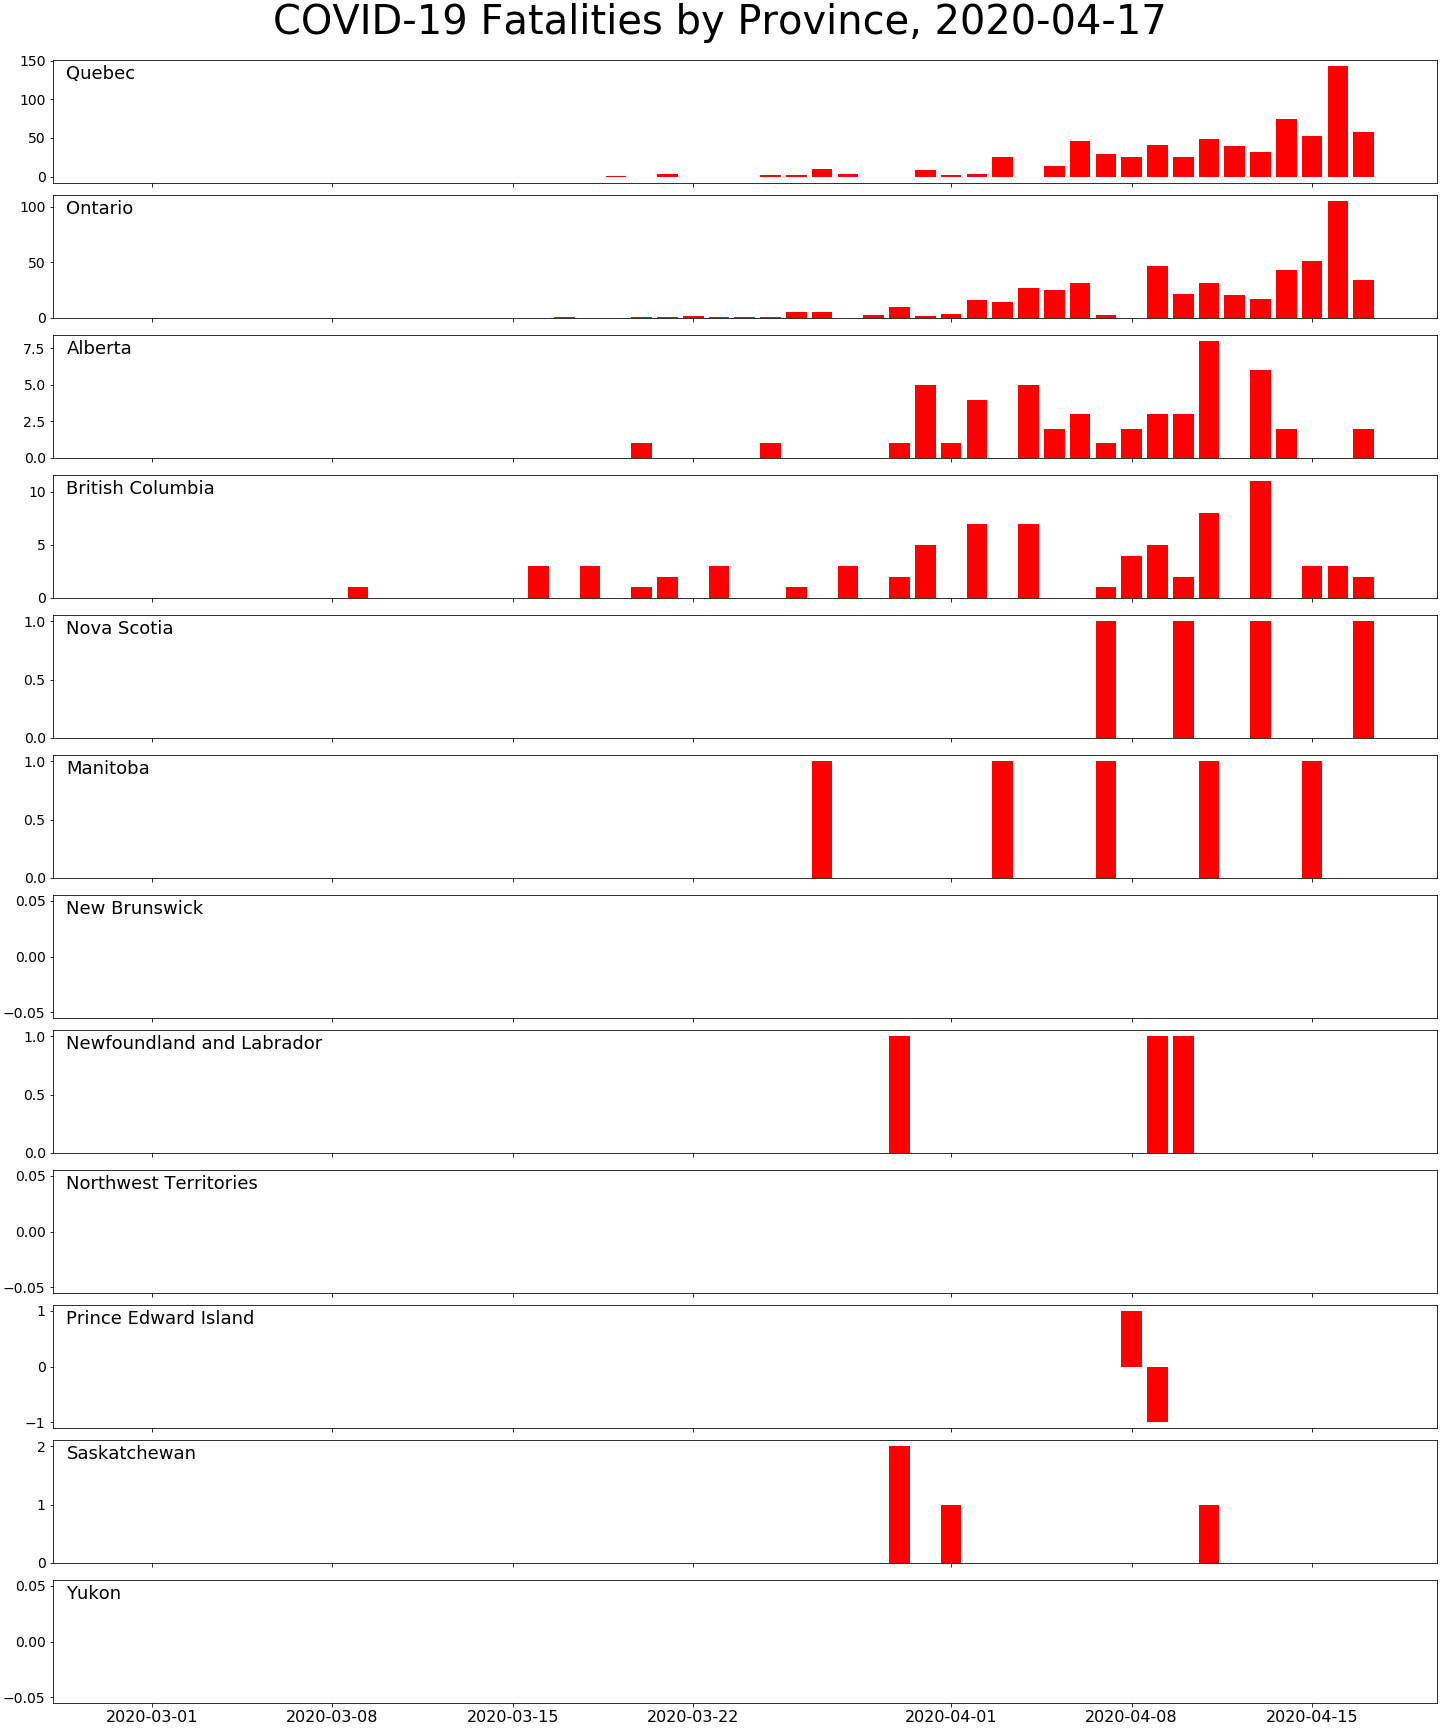 COVID-19 Fatalities by Province, 2020-04-17
150
Quebec
100
50
0
Ontario
100
50
0
Alberta
7.5
5.0
2.5
0.0
British Columbia
10
5
0
Nova Scotia
1.0
0.5
0.0
Manitoba
1.0
0.5
0.0
New Brunswick
0.05
0.00
−0.05
Newfoundland and Labrador
1.0
0.5
0.0
Northwest Territories
0.05
0.00
−0.05
Prince Edward Island
1
0
−1
Saskatchewan
2
1
0
Yukon
0.05
0.00
−0.05
2020-03-01 2020-03-08 2020-03-15 2020-03-22 2020-04-01 2020-04-08 2020-04-15